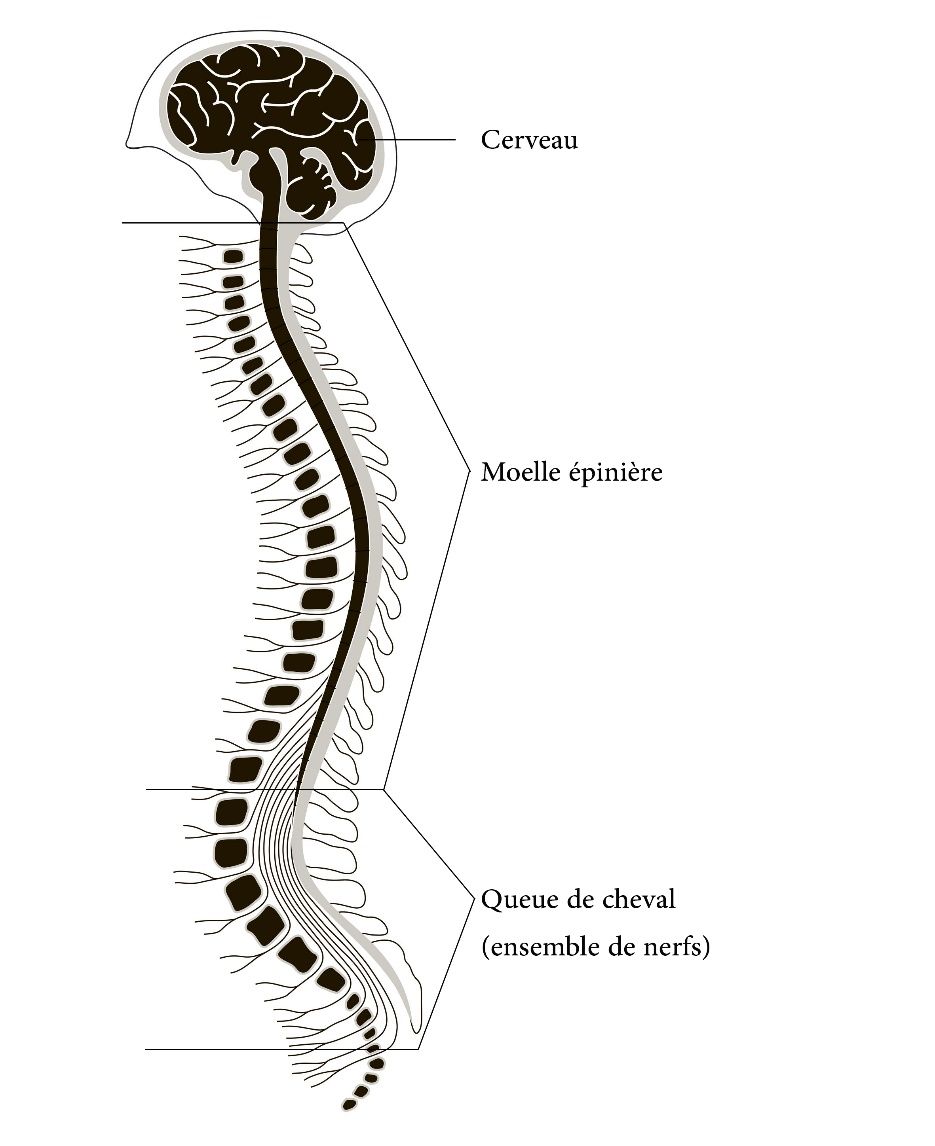 Cerveau
Moelle épinière
Queue de cheval
(ensemble de nerfs)